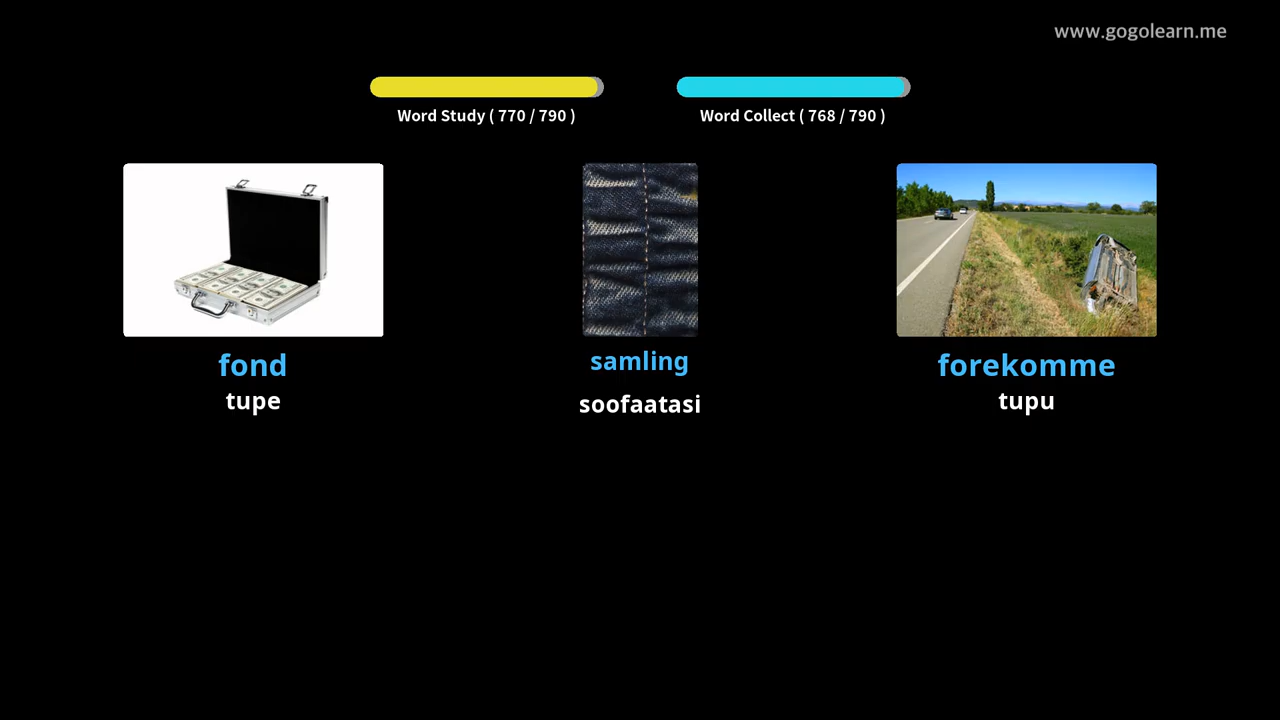 www.gogolearn.me
Word Study ( 770 / 790 )
Word Collect ( 768 / 790 )
fond
tupe
samling
soofaatasi
forekomme
tupu